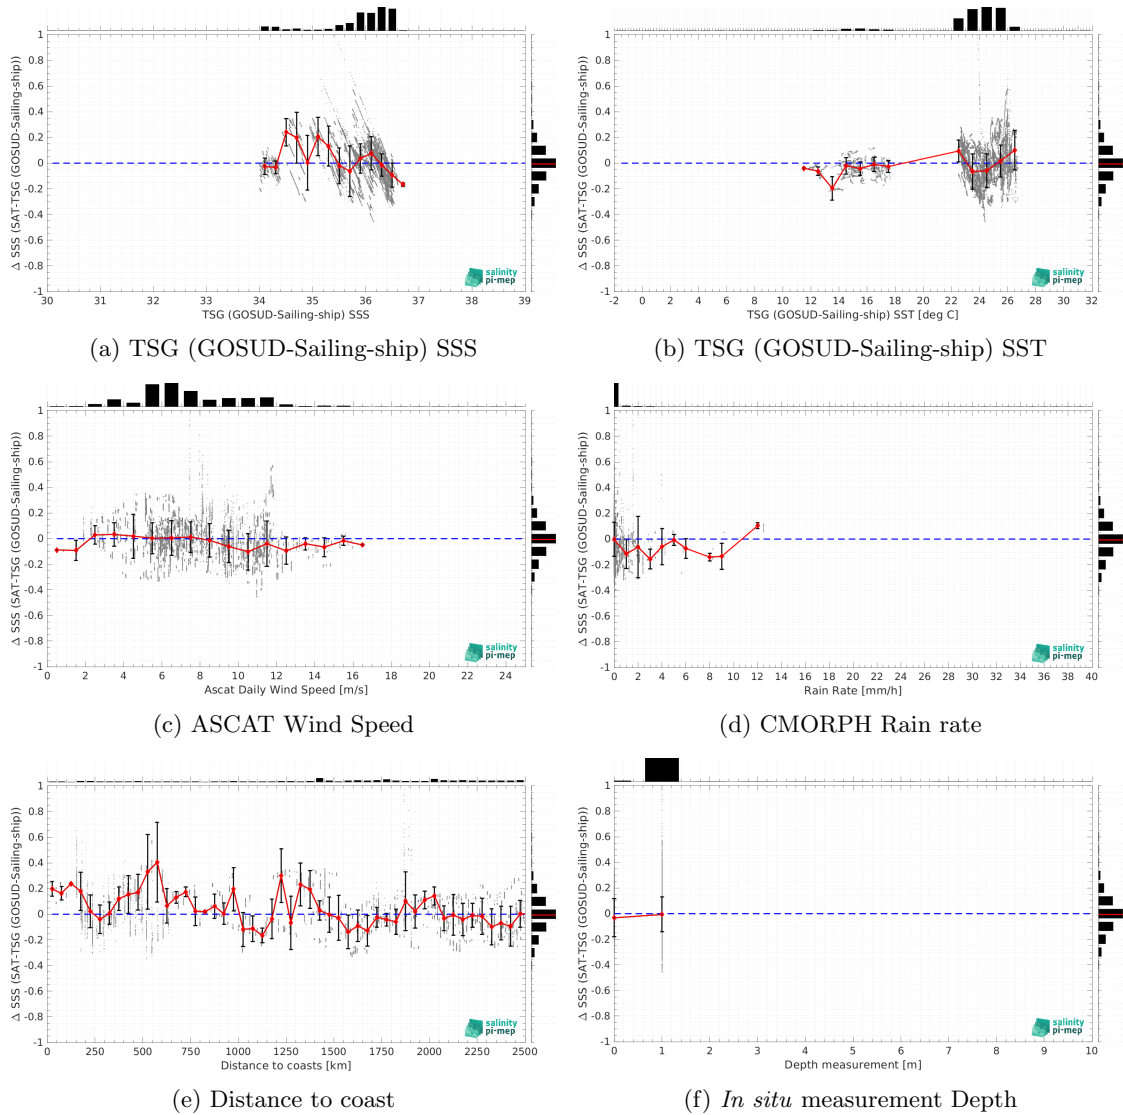 Δ SSS (SAT-TSG (GOSUD-Sailing-ship))
1
0.8
0.6
0.4
0.2
0
-0.2
-0.4
-0.6
-0.8
-1
salinity
pi-mep
30 31 32 33 34 35 36 37 38 39
TSG (GOSUD-Sailing-ship) SSS
(a) TSG (GOSUD-Sailing-ship) SSS
Δ SSS (SAT-TSG (GOSUD-Sailing-ship))
1
0.8
0.6
0.4
0.2
0
-0.2
-0.4
-0.6
-0.8
-1
salinity
pi-mep
-2 0 2 4 6 8 10 12 14 16 18 20 22 24 26 28 30 32
TSG (GOSUD-Sailing-ship) SST [deg C]
(b) TSG (GOSUD-Sailing-ship) SST
Δ SSS (SAT-TSG (GOSUD-Sailing-ship))
1
0.8
0.6
0.4
0.2
0
-0.2
-0.4
-0.6
-0.8
-1
salinity
pi-mep
0 2 4 6 8 10 12 14 16 18 20 22 24
Ascat Daily Wind Speed [m/s]
(c) ASCAT Wind Speed
Δ SSS (SAT-TSG (GOSUD-Sailing-ship))
1
0.8
0.6
0.4
0.2
0
-0.2
-0.4
-0.6
-0.8
-1
salinity
pi-mep
0 2 4 6 8 10 12 14 16 18 20 22 24 26 28 30 32 34 36 38 40
Rain Rate [mm/h]
(d) CMORPH Rain rate
Δ SSS (SAT-TSG (GOSUD-Sailing-ship))
1
0.8
0.6
0.4
0.2
0
-0.2
-0.4
-0.6
-0.8
-1
salinity
pi-mep
0 250 500 750 1000 1250 1500 1750 2000 2250 2500
Distance to coasts [km]
(e) Distance to coast
Δ SSS (SAT-TSG (GOSUD-Sailing-ship))
1
0.8
0.6
0.4
0.2
0
-0.2
-0.4
-0.6
-0.8
-1
salinity
pi-mep
0 1 2 3 4 5 6 7 8 9 10
Depth measurement [m]
(f) In situ measurement Depth